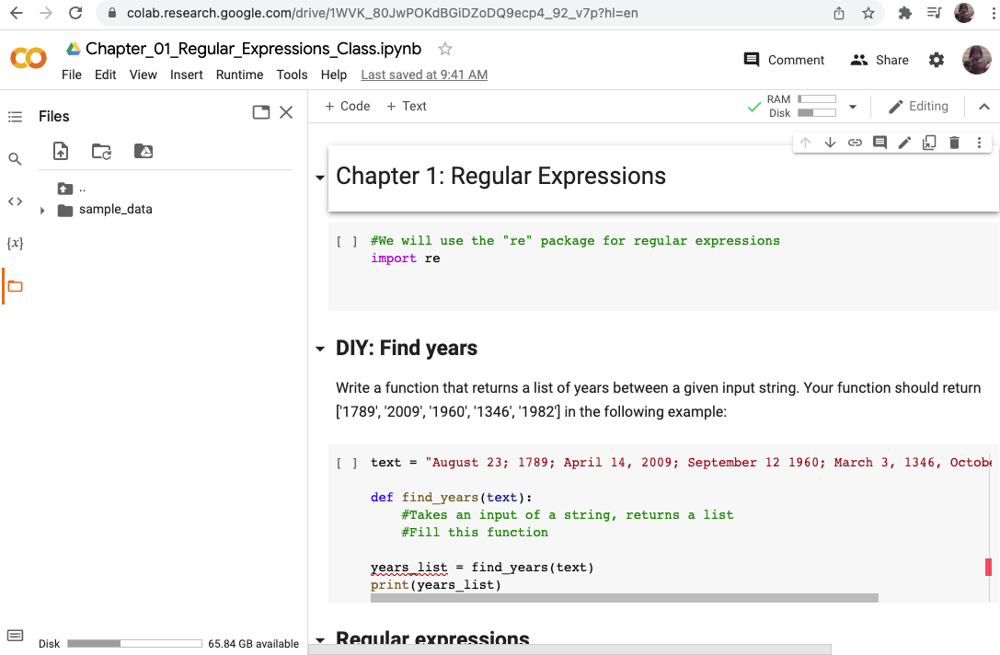 colab.research.google.com/drive/1WVK_80JwPOKdBGiDZoDQ9ecp4_92_v7p?hl=en
Chapter_01_Regular_Expressions_Class.ipynb
File Edit View Insert Runtime Tools Help Last saved at 9:41 AM
Comment Share
Files
+ Code + Text
RAM
Disk
Editing
..
sample_data
{x}
Chapter 1: Regular Expressions
[ ] #We will use the "re" package for regular expressions
import re
DIY: Find years
Write a function that returns a list of years between a given input string. Your function should return
['1789', '2009', '1960', '1346', '1982'] in the following example:
[ ] text = "August 23; 1789; April 14, 2009; September 12 1960; March 3, 1346, Octobe
def find_years(text):
#Takes an input of a string, returns a list
#Fill this function
years_list = find_years(text)
print(years_list)
Regular expressions
Disk 65.84 GB available